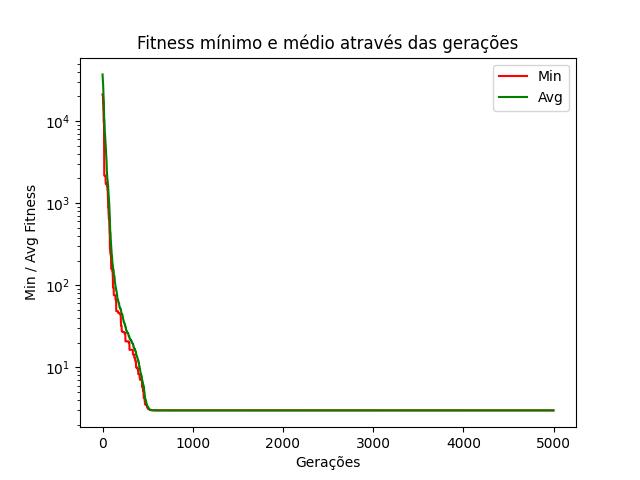 Fitness mínimo e médio através das gerações
Min
Avg
Min / Avg Fitness
10⁴
10³
10²
10¹
0 1000 2000 3000 4000 5000
Gerações